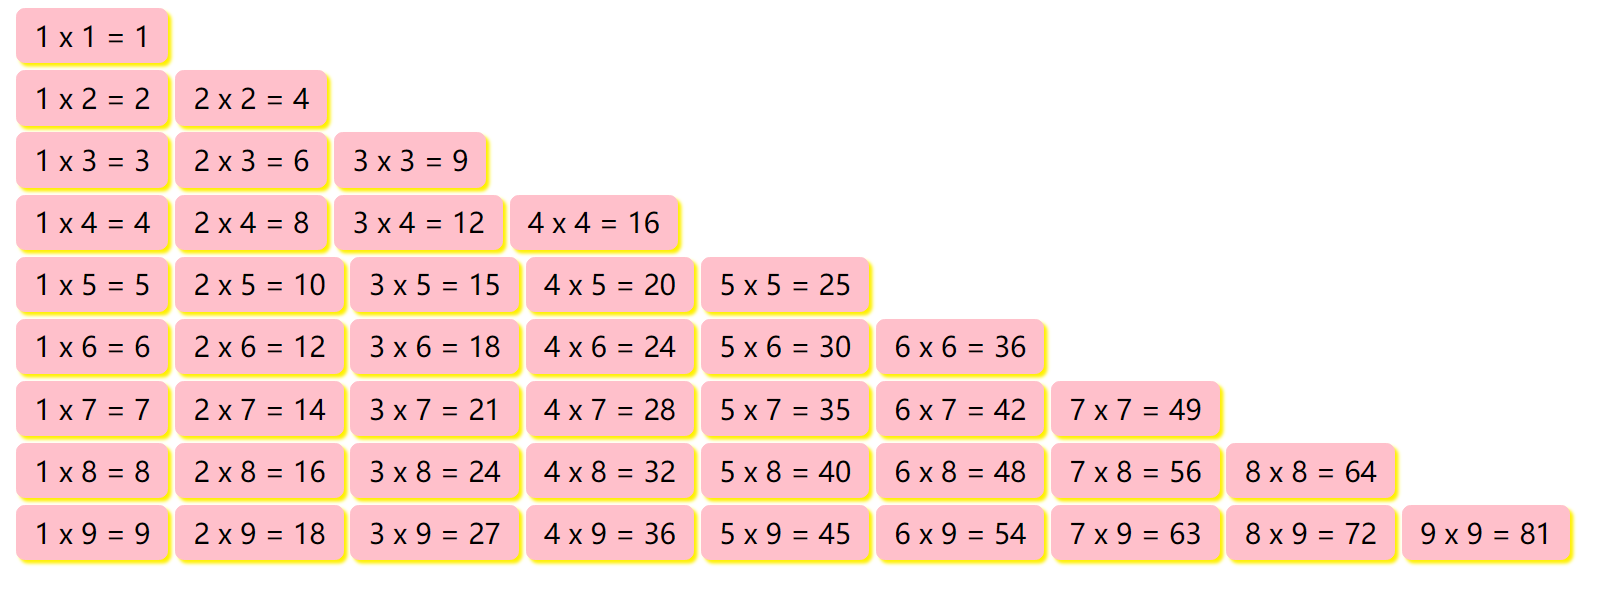 1 x 1 = 1
1 x 2 = 2 2 x 2 = 4
1 x 3 = 3 2 x 3 = 6 3 x 3 = 9
1 x 4 = 4 2 x 4 = 8 3 x 4 = 12 4 x 4 = 16
1 x 5 = 5 2 x 5 = 10 3 x 5 = 15 4 x 5 = 20 5 x 5 = 25
1 x 6 = 6 2 x 6 = 12 3 x 6 = 18 4 x 6 = 24 5 x 6 = 30 6 x 6 = 36
1 x 7 = 7 2 x 7 = 14 3 x 7 = 21 4 x 7 = 28 5 x 7 = 35 6 x 7 = 42 7 x 7 = 49
1 x 8 = 8 2 x 8 = 16 3 x 8 = 24 4 x 8 = 32 5 x 8 = 40 6 x 8 = 48 7 x 8 = 56 8 x 8 = 64
1 x 9 = 9 2 x 9 = 18 3 x 9 = 27 4 x 9 = 36 5 x 9 = 45 6 x 9 = 54 7 x 9 = 63 8 x 9 = 72 9 x 9 = 81